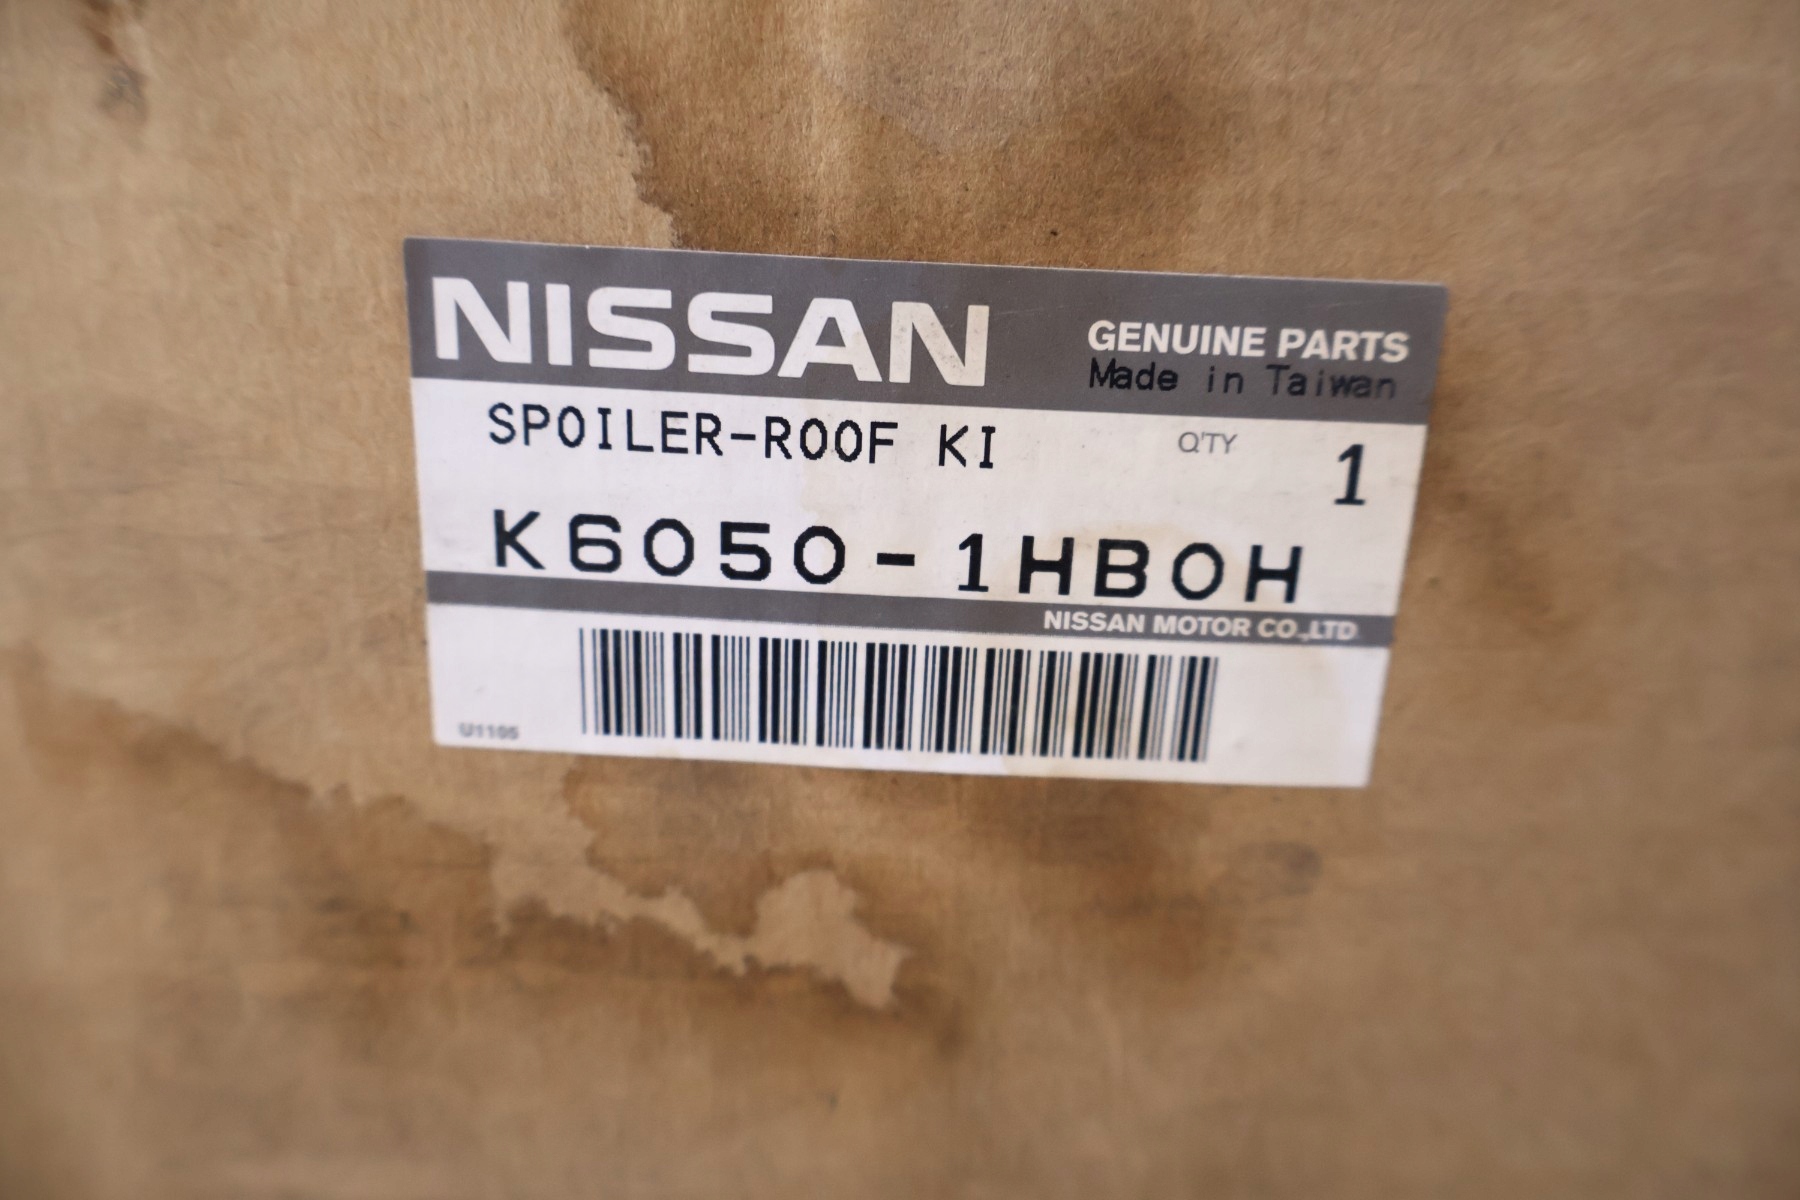 NISSAN
GENUINE PARTS
Made in Taiwan
SPOILER-ROOF KI
Q'TY 1
K6050-1HB0H
NISSAN MOTOR CO.,LTD.
U1105